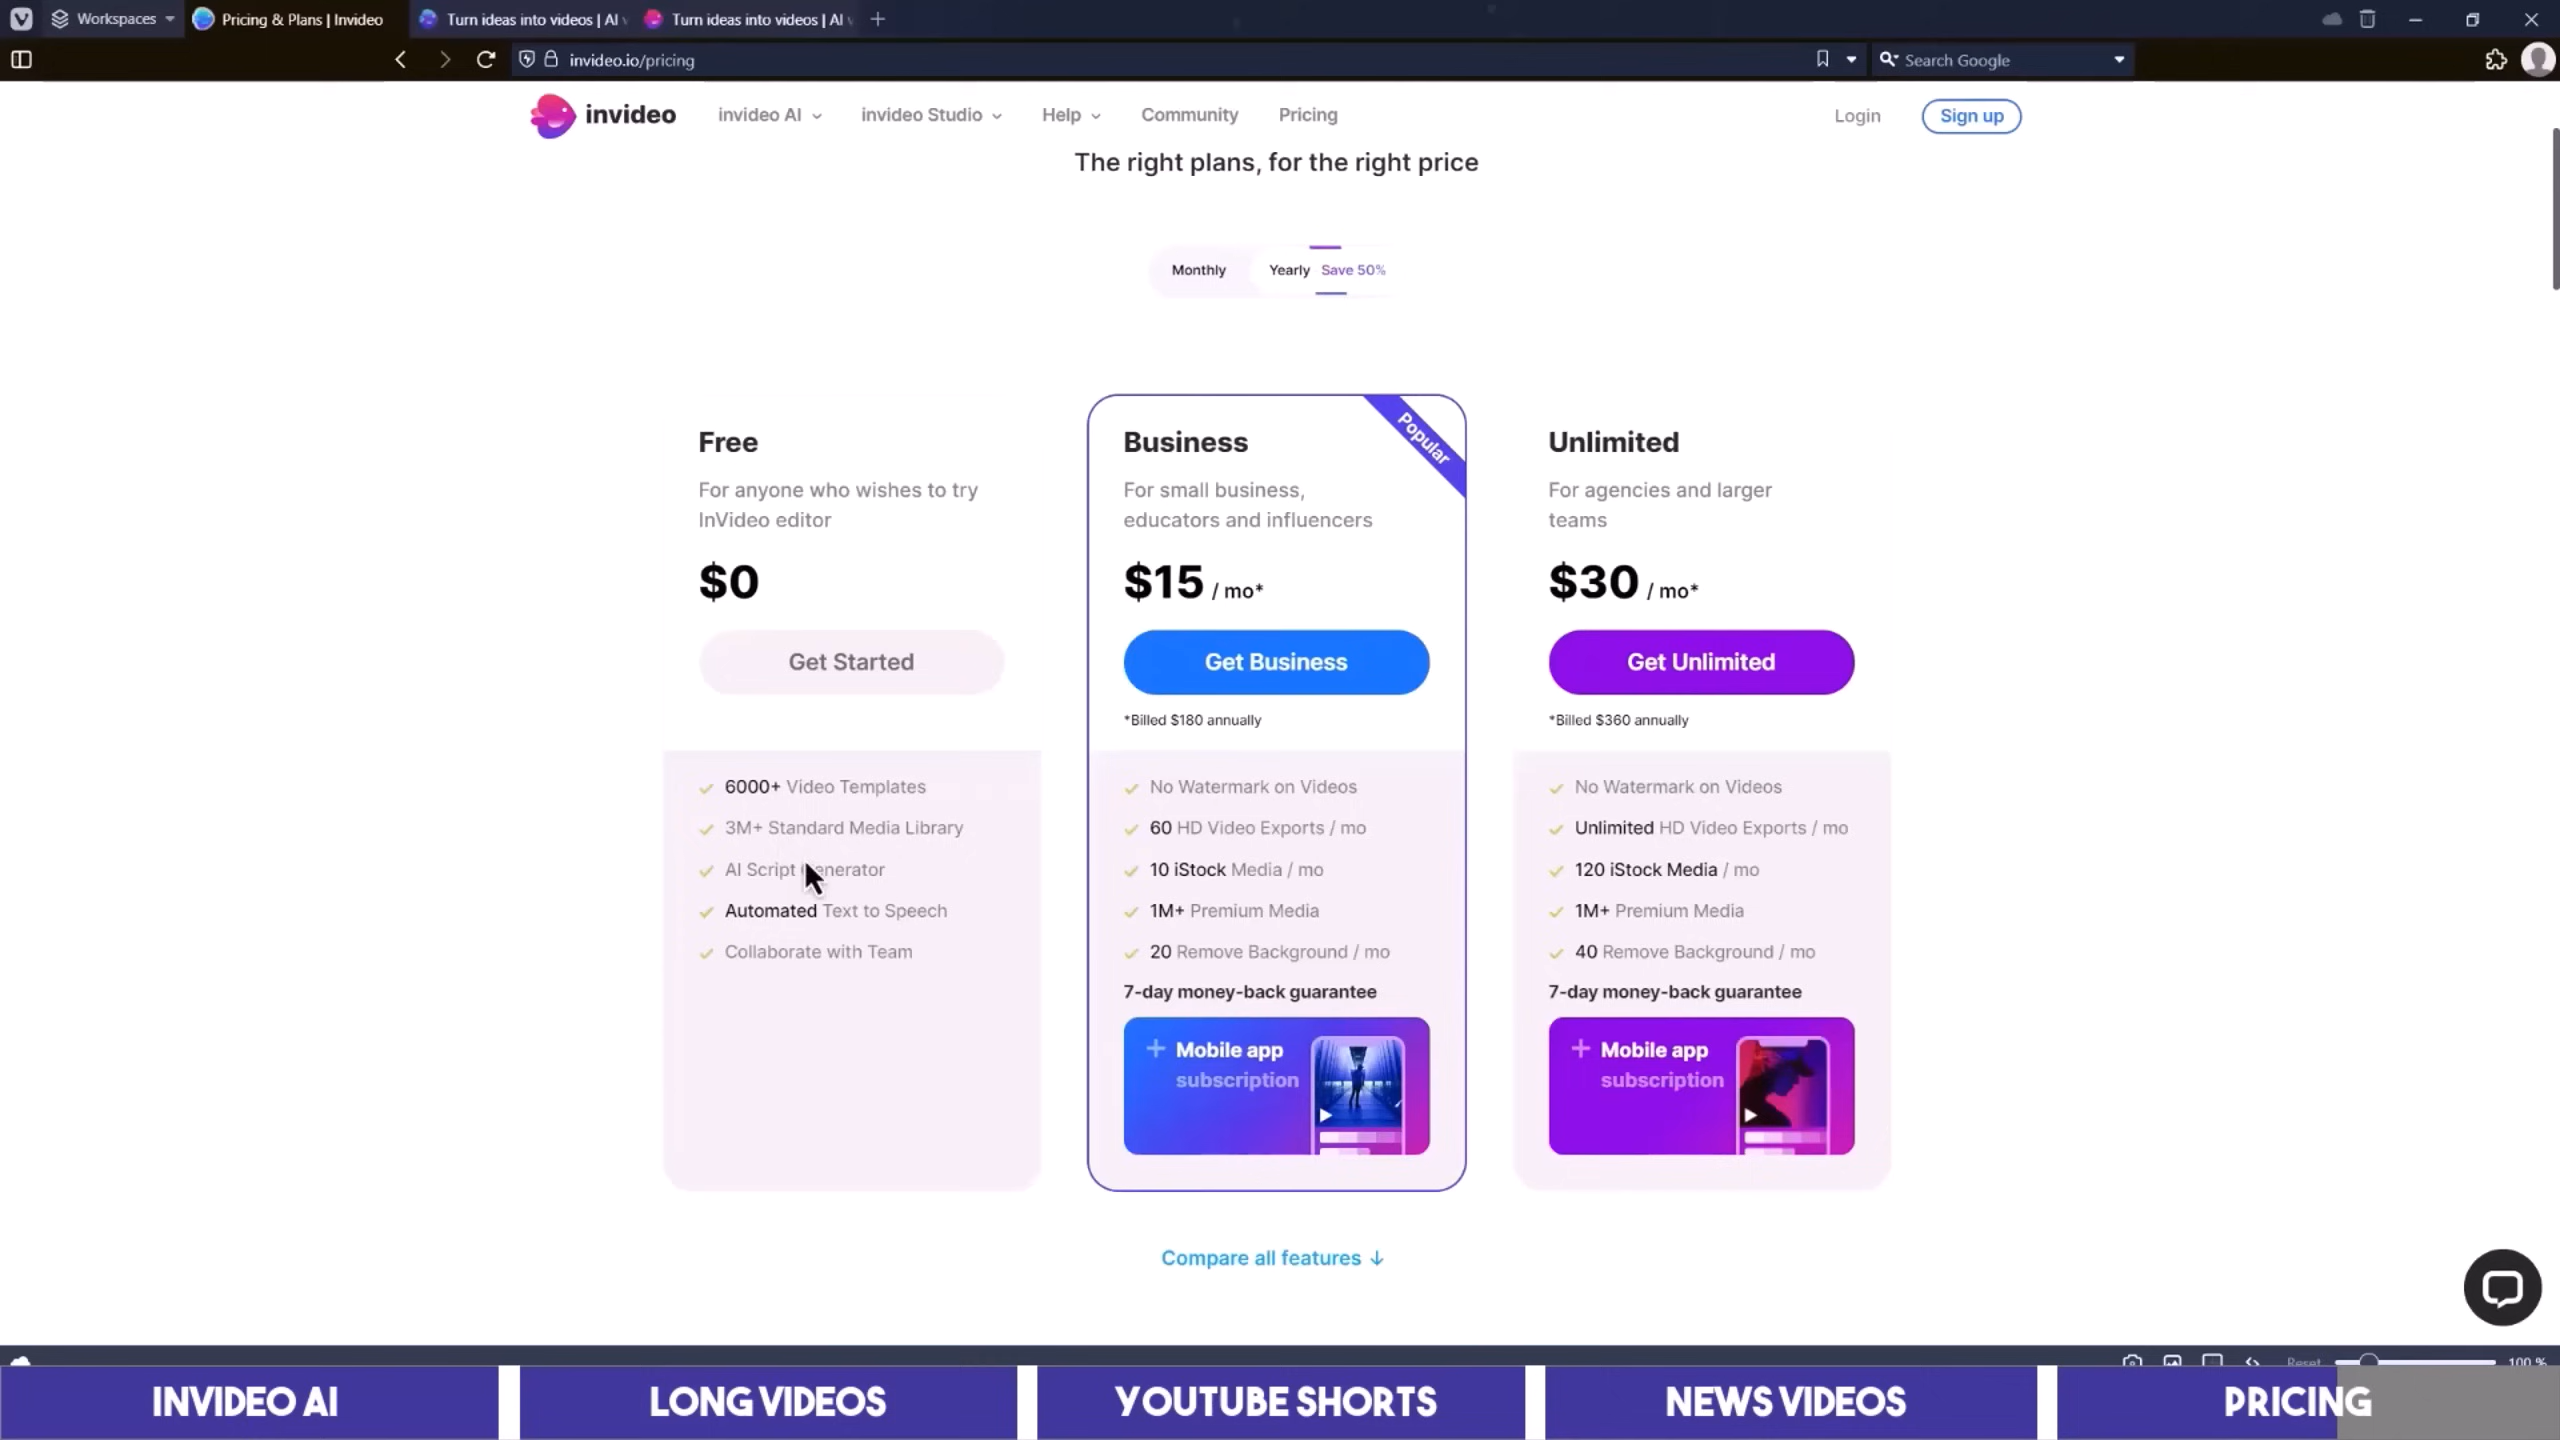 Workspaces
Pricing & Plans | Invideo
Turn ideas into videos | AI
Turn ideas into videos | AI
invideo.io/pricing
Search Google
invideo
invideo AI
invideo Studio
Help
Community
Pricing
Login
Sign up
The right plans, for the right price
Monthly
Yearly Save 50%
Free
For anyone who wishes to try
InVideo editor
$0
Get Started
6000+ Video Templates
3M+ Standard Media Library
AI Script Generator
Automated Text to Speech
Collaborate with Team
Popular
Business
For small business,
educators and influencers
$15 / mo*
Get Business
*Billed $180 annually
No Watermark on Videos
60 HD Video Exports / mo
10 iStock Media / mo
1M+ Premium Media
20 Remove Background / mo
7-day money-back guarantee
+ Mobile app
subscription
Unlimited
For agencies and larger
teams
$30 / mo*
Get Unlimited
*Billed $360 annually
No Watermark on Videos
Unlimited HD Video Exports / mo
120 iStock Media / mo
1M+ Premium Media
40 Remove Background / mo
7-day money-back guarantee
+ Mobile app
subscription
Compare all features ↓
Reset
100 %
INVIDEO AI
LONG VIDEOS
YOUTUBE SHORTS
NEWS VIDEOS
PRICING